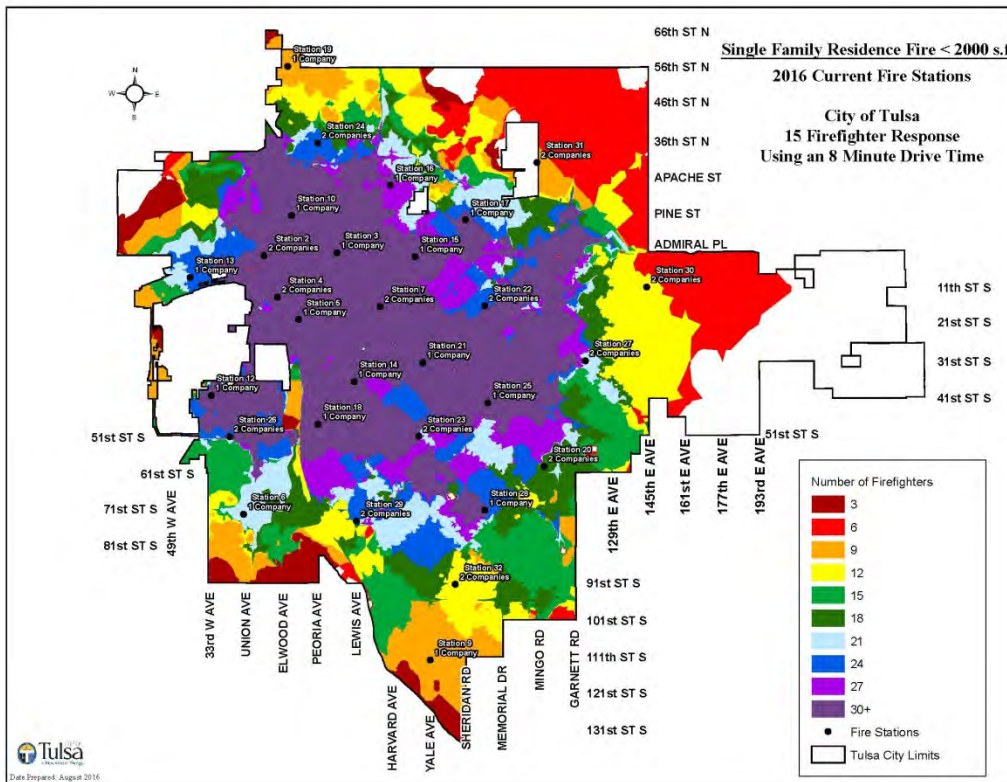 66th ST N
56th ST N
46th ST N
36th ST N
APACHE ST
PINE ST
ADMIRAL PL
Single Family Residence Fire < 2000 s.f
2016 Current Fire Stations
City of Tulsa
15 Firefighter Response
Using an 8 Minute Drive Time
N
W
E
S
Station 19
1 Company
Station 24
2 Companies
Station 31
2 Companies
Station 16
1 Company
Station 10
1 Company
Station 17
1 Company
Station 2
2 Companies
Station 3
1 Company
Station 15
1 Company
Station 13
1 Company
Station 30
2 Companies
Station 4
2 Companies
Station 5
1 Company
Station 7
2 Companies
Station 22
2 Companies
Station 21
1 Company
Station 27
2 Companies
Station 14
1 Company
Station 12
1 Company
Station 25
1 Company
Station 18
1 Company
Station 26
2 Companies
Station 23
2 Companies
Station 20
2 Companies
Station 6
1 Company
Station 29
2 Companies
Station 28
1 Company
Station 32
2 Companies
Station 9
1 Company
11th ST S
21st ST S
31st ST S
41st ST S
51st ST S
51st ST S
61st ST S
71st ST S
81st ST S
91st ST S
101st ST S
111th ST S
121st ST S
131st ST S
49th W AVE
33rd W AVE
UNION AVE
ELWOOD AVE
PEORIA AVE
LEWIS AVE
HARVARD AVE
YALE AVE
SHERIDAN RD
MEMORIAL DR
MINGO RD
GARNETT RD
129th E AVE
145th E AVE
161st E AVE
177th E AVE
193rd E AVE
Number of Firefighters
3
6
9
12
15
18
21
24
27
30+
Fire Stations
Tulsa City Limits
Tulsa
Date Prepared: August 2016